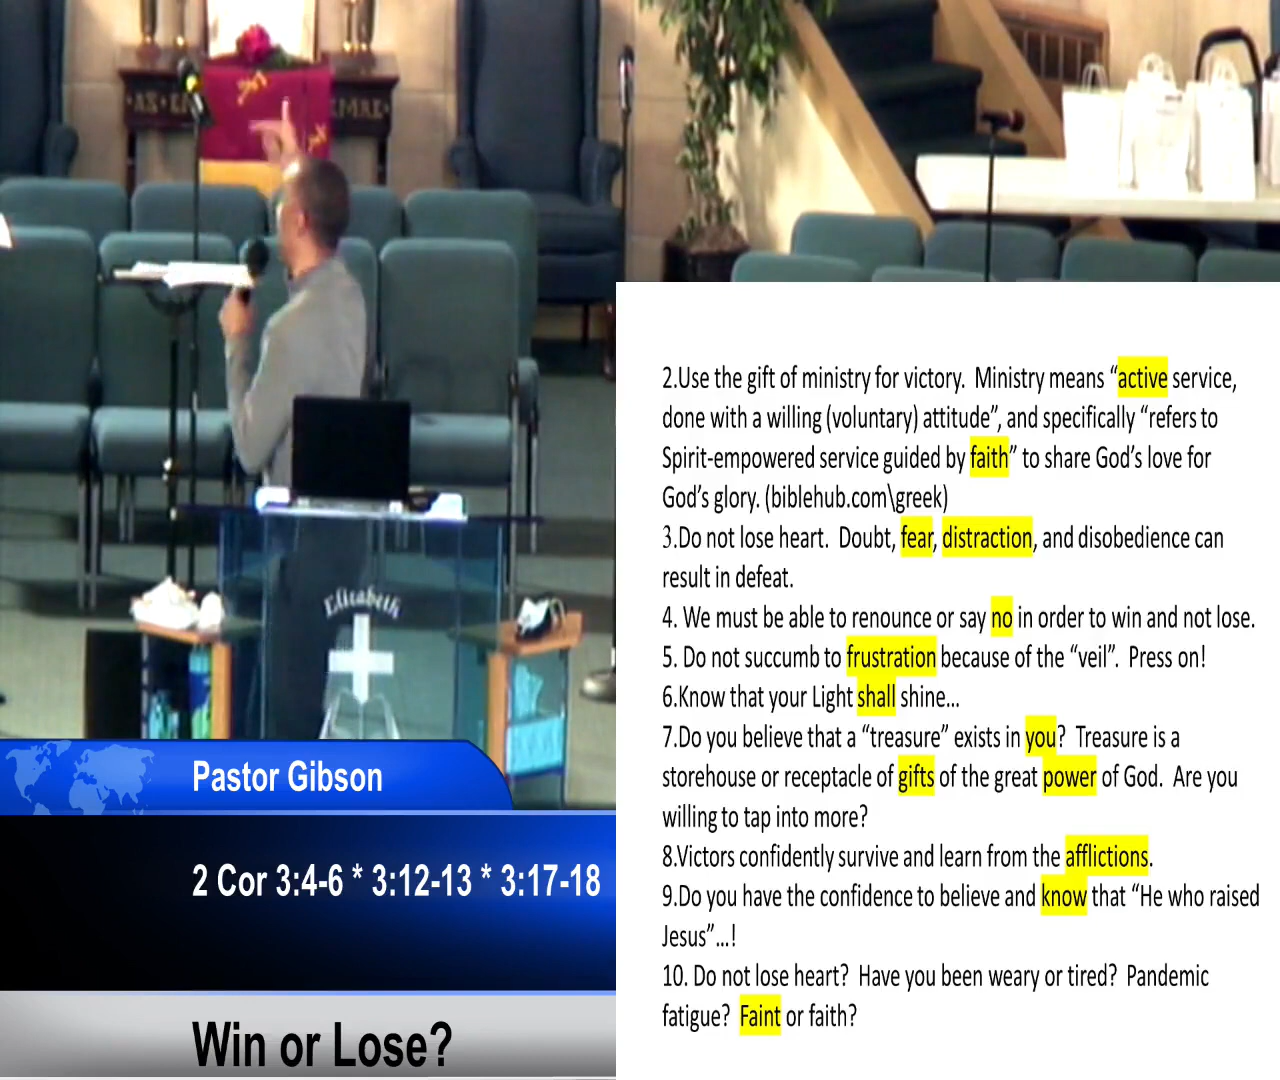 Elizabeth
Pastor Gibson
2 Cor 3:4-6 * 3:12-13 * 3:17-18
Win or Lose?
2.Use the gift of ministry for victory.  Ministry means “active service,
done with a willing (voluntary) attitude”, and specifically “refers to
Spirit-empowered service guided by faith” to share God’s love for
God’s glory. (biblehub.com\greek)
3.Do not lose heart.  Doubt, fear, distraction, and disobedience can
result in defeat.
4. We must be able to renounce or say no in order to win and not lose.
5. Do not succumb to frustration because of the “veil”.  Press on!
6.Know that your Light shall shine...
7.Do you believe that a “treasure” exists in you?  Treasure is a
storehouse or receptacle of gifts of the great power of God.  Are you
willing to tap into more?
8.Victors confidently survive and learn from the afflictions.
9.Do you have the confidence to believe and know that “He who raised
Jesus”...!
10. Do not lose heart?  Have you been weary or tired?  Pandemic
fatigue?  Faint or faith?